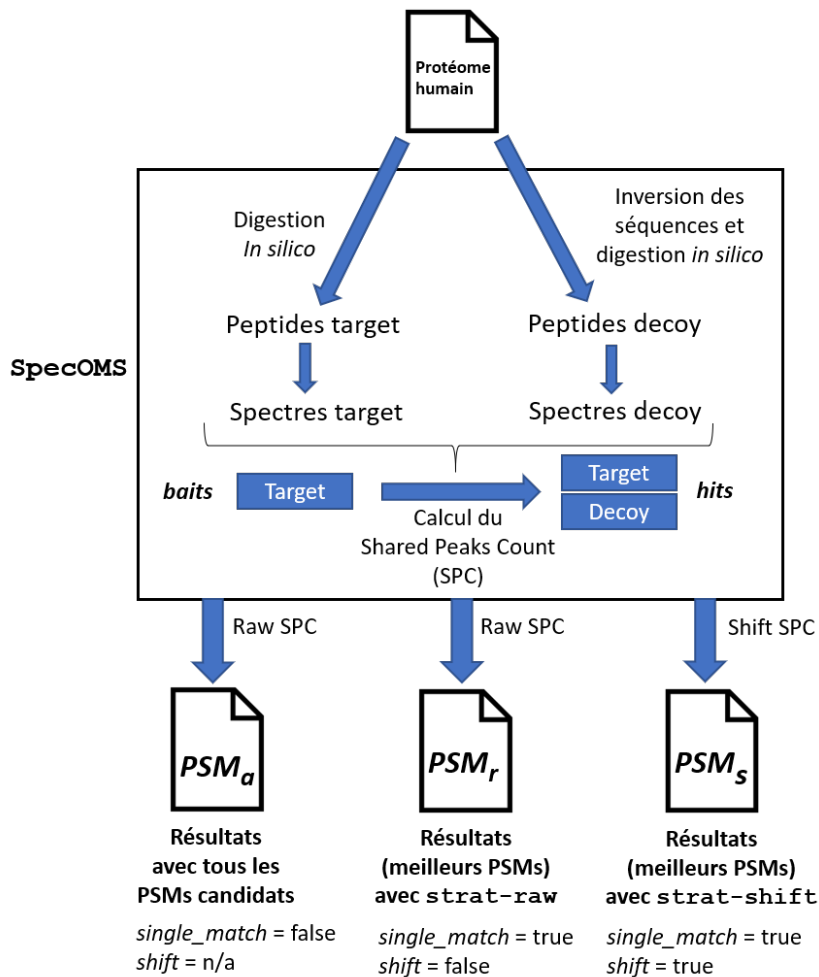 Protéome
humain
Digestion
In silico
Inversion des
séquences et
digestion in silico
Peptides target
Peptides decoy
SpecOMS
Spectres target
Spectres decoy
baits
Target
Target
Decoy
hits
Calcul du
Shared Peaks Count
(SPC)
Raw SPC
Raw SPC
Shift SPC
PSMa
PSMr
PSMs
Résultats
avec tous les
PSMs candidats
single_match = false
shift = n/a
Résultats
(meilleurs PSMs)
avec strat-raw
single_match = true
shift = false
Résultats
(meilleurs PSMs)
avec strat-shift
single_match = true
shift = true